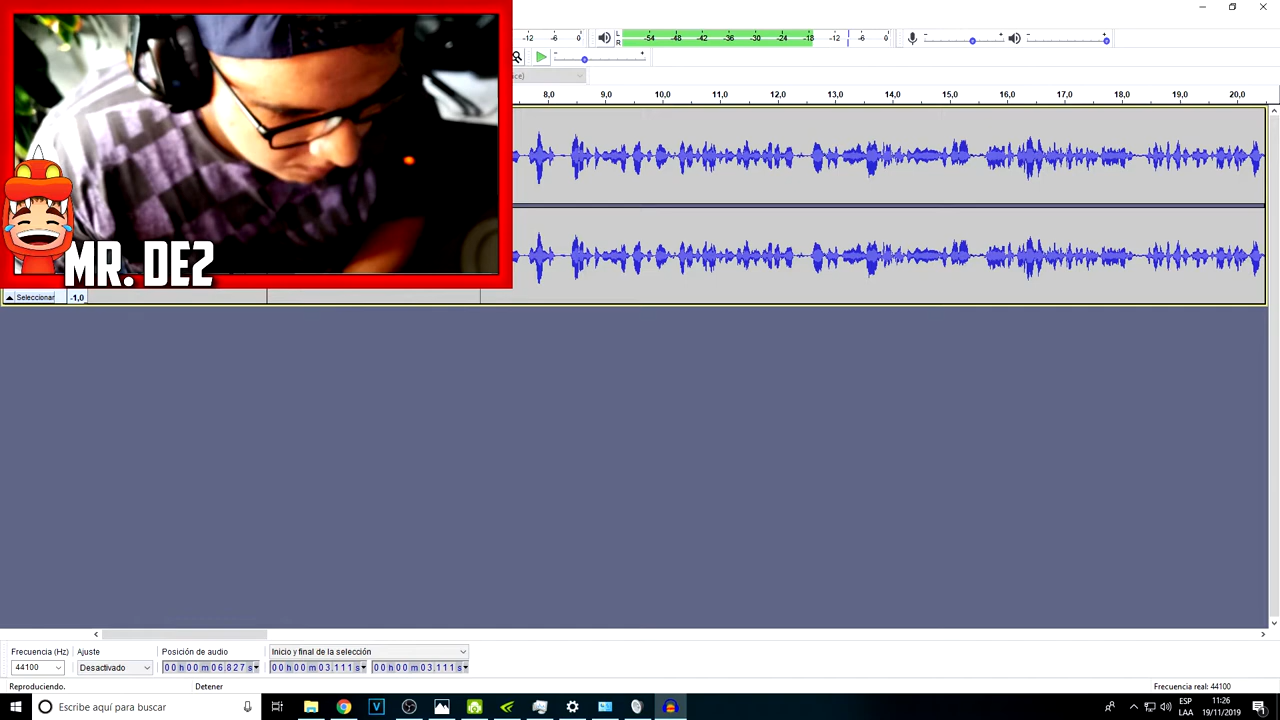 -12 -6 0
L
R
-54 -48 -42 -36 -30 -24 -18 -12 -6 0
8,0 9,0 10,0 11,0 12,0 13,0 14,0 15,0 16,0 17,0 18,0 19,0 20,0
MR. DE2
Seleccionar -1,0
Frecuencia (Hz) Ajuste Posición de audio Inicio y final de la selección
44100 Desactivado 00 h 00 m 06.827 s 00 h 00 m 03.111 s 00 h 00 m 03.111 s
Reproduciendo. Detener Frecuencia real: 44100
Escribe aquí para buscar
ESP
LAA
11:26
19/11/2019